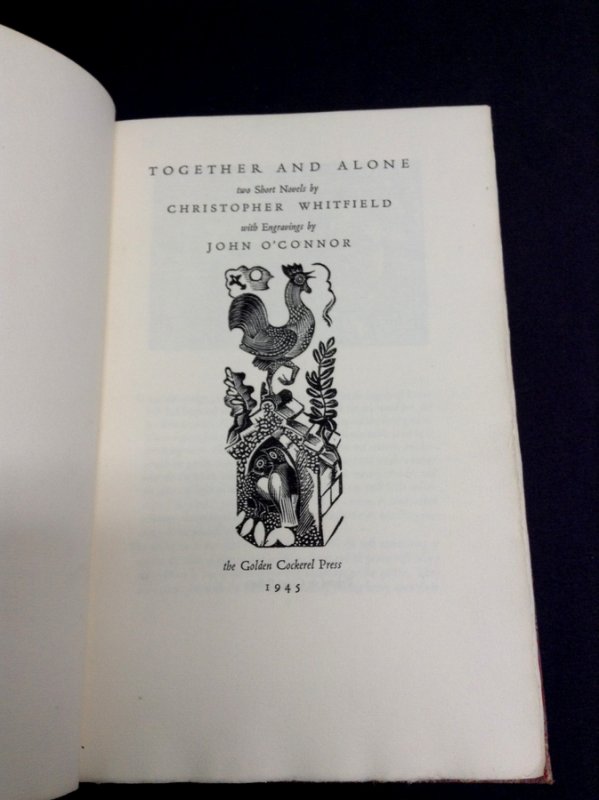 TOGETHER AND ALONE
two Short Novels by
CHRISTOPHER WHITFIELD
with Engravings by
JOHN O'CONNOR
the Golden Cockerel Press
1945